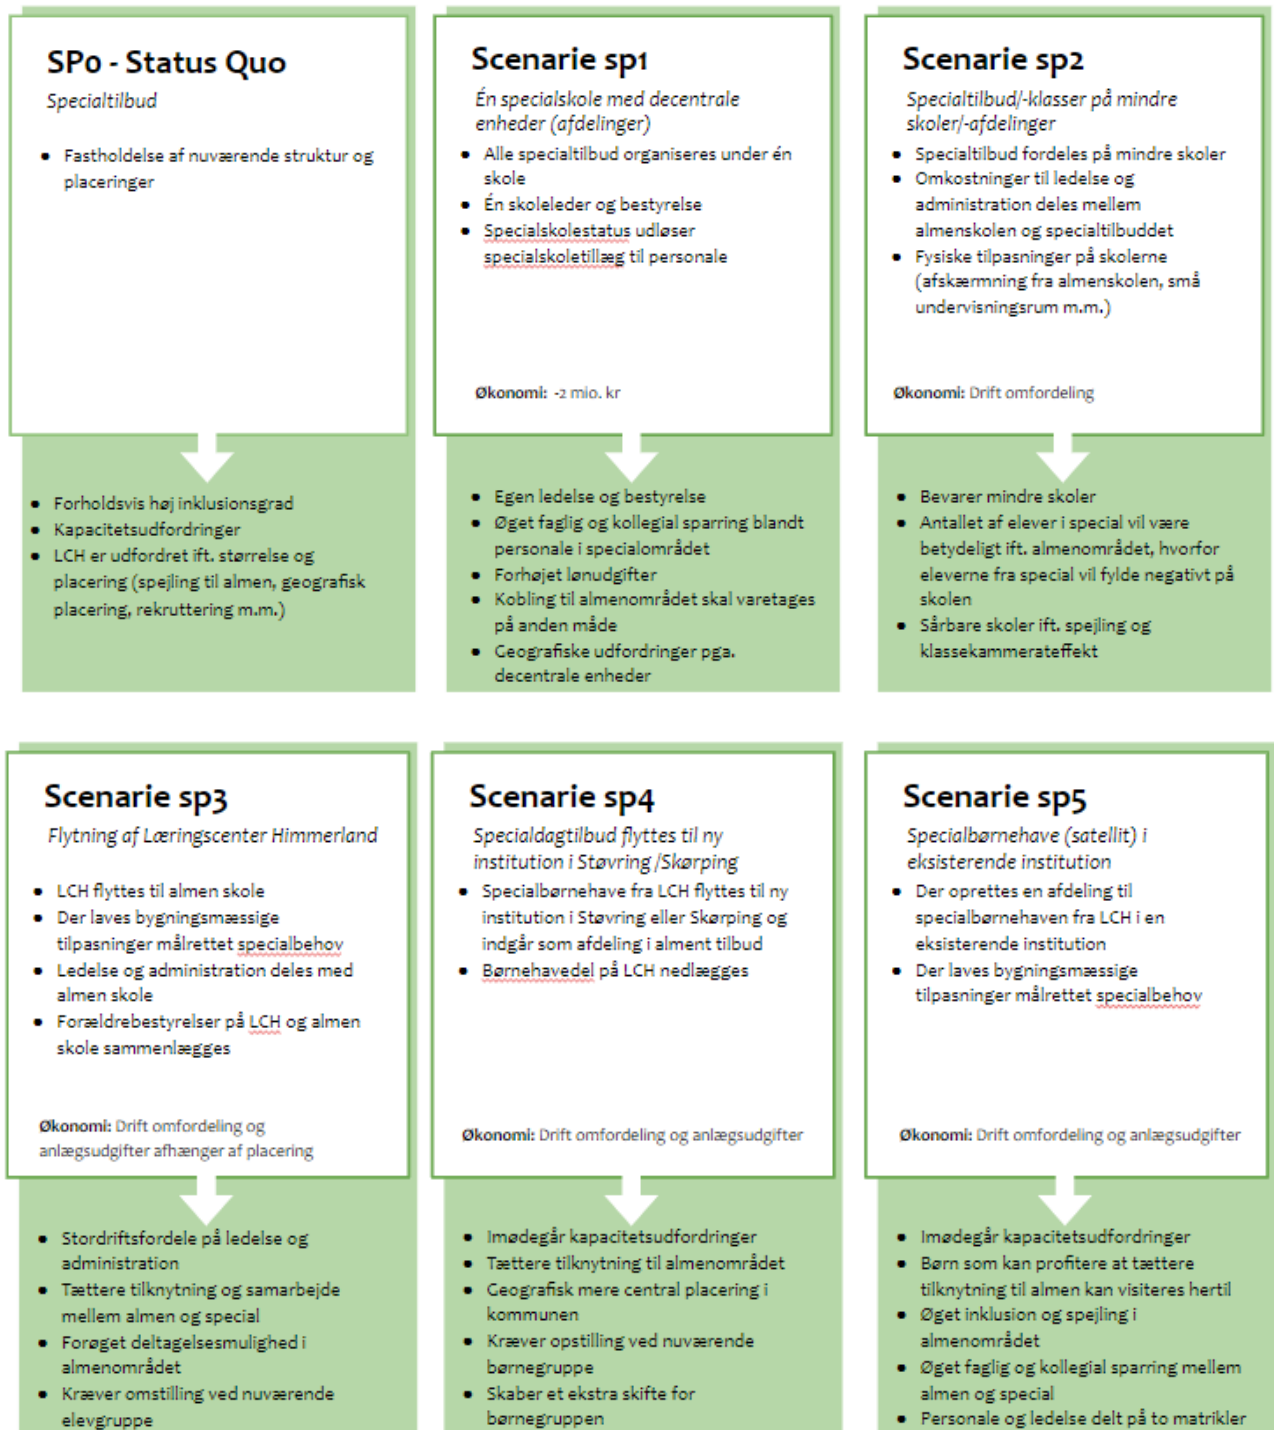 SP0 - Status Quo
Specialtilbud
• Fastholdelse af nuværende struktur og
placeringer
• Forholdsvis høj inklusionsgrad
• Kapacitetsudfordringer
• LCH er udfordret ift. størrelse og
placering (spejling til almen, geografisk
placering, rekruttering m.m.)
Scenarie sp1
Én specialskole med decentrale
enheder (afdelinger)
• Alle specialtilbud organiseres under én
skole
• Én skoleleder og bestyrelse
• Specialskolestatus udløser
specialskoletillæg til personale
Økonomi: -2 mio. kr
• Egen ledelse og bestyrelse
• Øget faglig og kollegial sparring blandt
personale i specialområdet
• Forhøjet lønudgifter
• Kobling til almenområdet skal varetages
på anden måde
• Geografiske udfordringer pga.
decentrale enheder
Scenarie sp2
Specialtilbud/-klasser på mindre
skoler/-afdelinger
• Specialtilbud fordeles på mindre skoler
• Omkostninger til ledelse og
administration deles mellem
almenskolen og specialtilbuddet
• Fysiske tilpasninger på skolerne
(afskærmning fra almenskolen, små
undervisningsrum m.m.)
Økonomi: Drift omfordeling
• Bevarer mindre skoler
• Antallet af elever i special vil være
betydeligt ift. almenområdet, hvorfor
eleverne fra special vil fylde negativt på
skolen
• Sårbare skoler ift. spejling og
klassekammerateffekt
Scenarie sp3
Flytning af Læringscenter Himmerland
• LCH flyttes til almen skole
• Der laves bygningsmæssige
tilpasninger målrettet specialbehov
• Ledelse og administration deles med
almen skole
• Forældrebestyrelser på LCH og almen
skole sammenlægges
Økonomi: Drift omfordeling og
anlægsudgifter afhænger af placering
• Stordriftsfordele på ledelse og
administration
• Tættere tilknytning og samarbejde
mellem almen og special
• Forøget deltagelsesmulighed i
almenområdet
• Kræver omstilling ved nuværende
elevgruppe
Scenarie sp4
Specialdagtilbud flyttes til ny
institution i Støvring /Skørping
• Specialbørnehave fra LCH flyttes til ny
institution i Støvring eller Skørping og
indgår som afdeling i alment tilbud
• Børnehavedel på LCH nedlægges
Økonomi: Drift omfordeling og anlægsudgifter
• Imødegår kapacitetsudfordringer
• Tættere tilknytning til almenområdet
• Geografisk mere central placering i
kommunen
• Kræver opstilling ved nuværende
børnegruppe
• Skaber et ekstra skifte for
børnegruppen
Scenarie sp5
Specialbørnehave (satellit) i
eksisterende institution
• Der oprettes en afdeling til
specialbørnehaven fra LCH i en
eksisterende institution
• Der laves bygningsmæssige
tilpasninger målrettet specialbehov
Økonomi: Drift omfordeling og anlægsudgifter
• Imødegår kapacitetsudfordringer
• Børn som kan profitere at tættere
tilknytning til almen kan visiteres hertil
• Øget inklusion og spejling i
almenområdet
• Øget faglig og kollegial sparring mellem
almen og special
• Personale og ledelse delt på to matrikler